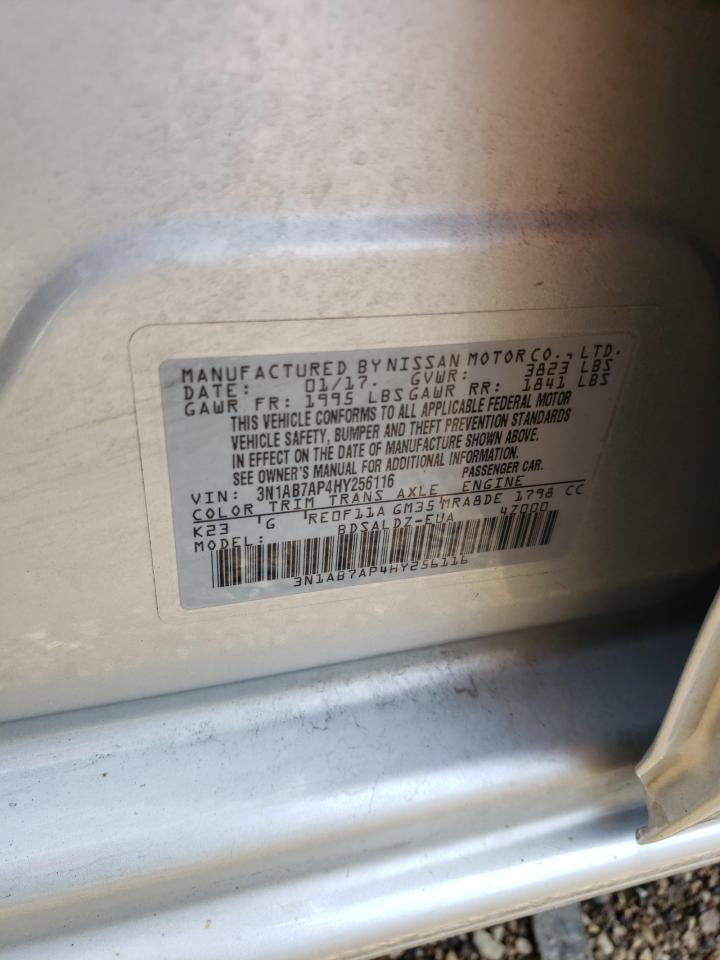 MANUFACTURED BY NISSAN MOTOR CO., LTD.
DATE: 01/17. GVWR: 3823 LBS
GAWR FR: 1995 LBS GAWR RR: 1841 LBS
THIS VEHICLE CONFORMS TO ALL APPLICABLE FEDERAL MOTOR
VEHICLE SAFETY, BUMPER AND THEFT PREVENTION STANDARDS
IN EFFECT ON THE DATE OF MANUFACTURE SHOWN ABOVE.
SEE OWNER'S MANUAL FOR ADDITIONAL INFORMATION.
VIN: 3N1AB7AP4HY256116 PASSENGER CAR.
COLOR TRIM TRANS AXLE ENGINE
K23 G RE0F11A GM35 MRA8DE 1798 CC
MODEL: BDSALDZ-EUA 47000
3N1AB7AP4HY256116